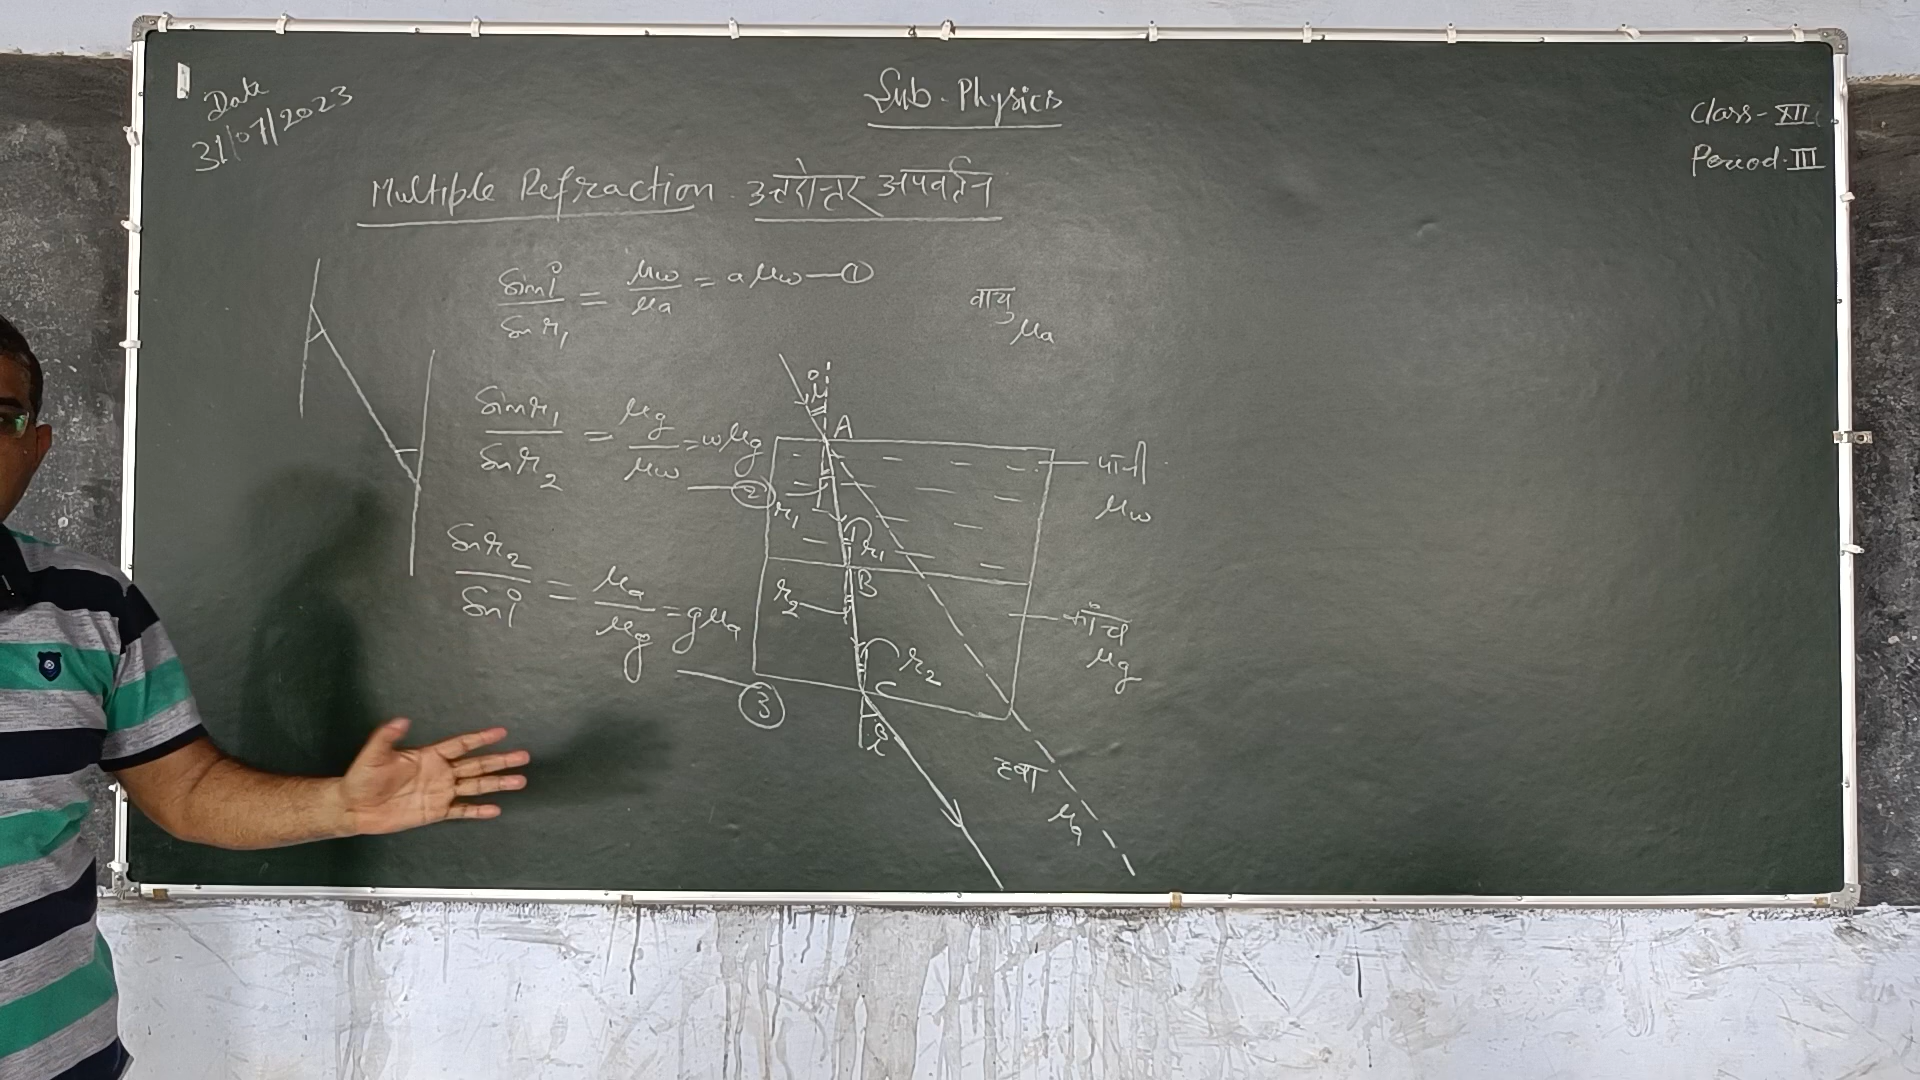 Date
31/07/2023
Sub. Physics
Class-XII
Period-III
Multiple Refraction. उत्तरोत्तर अपवर्तन
sin i / sin r₁ = μw / μa = aμw — ①
sin r₁ / sin r₂ = μg / μw = wμg — ②
sin r₂ / sin i = μa / μg = gμa — ③
वायु
μa
i
A
पानी
μw
r₁
r₁
B
r₂
काँच
μg
r₂
C
i
हवा
μa